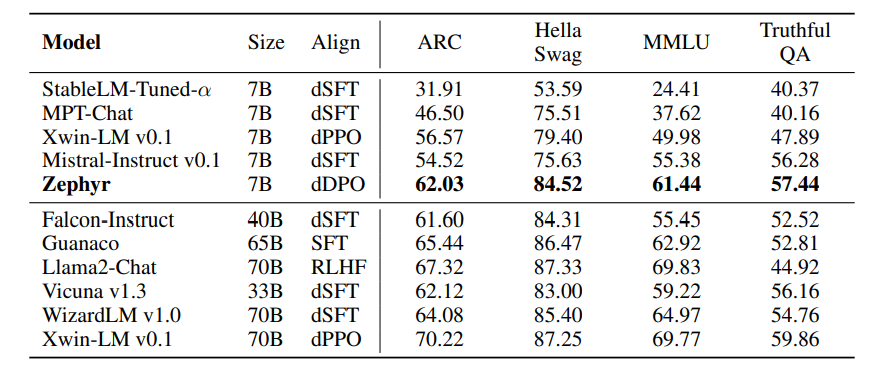 Model Size Align ARC Hella Swag MMLU Truthful QA
StableLM-Tuned-α 7B dSFT 31.91 53.59 24.41 40.37
MPT-Chat 7B dSFT 46.50 75.51 37.62 40.16
Xwin-LM v0.1 7B dPPO 56.57 79.40 49.98 47.89
Mistral-Instruct v0.1 7B dSFT 54.52 75.63 55.38 56.28
Zephyr 7B dDPO 62.03 84.52 61.44 57.44
Falcon-Instruct 40B dSFT 61.60 84.31 55.45 52.52
Guanaco 65B SFT 65.44 86.47 62.92 52.81
Llama2-Chat 70B RLHF 67.32 87.33 69.83 44.92
Vicuna v1.3 33B dSFT 62.12 83.00 59.22 56.16
WizardLM v1.0 70B dSFT 64.08 85.40 64.97 54.76
Xwin-LM v0.1 70B dPPO 70.22 87.25 69.77 59.86